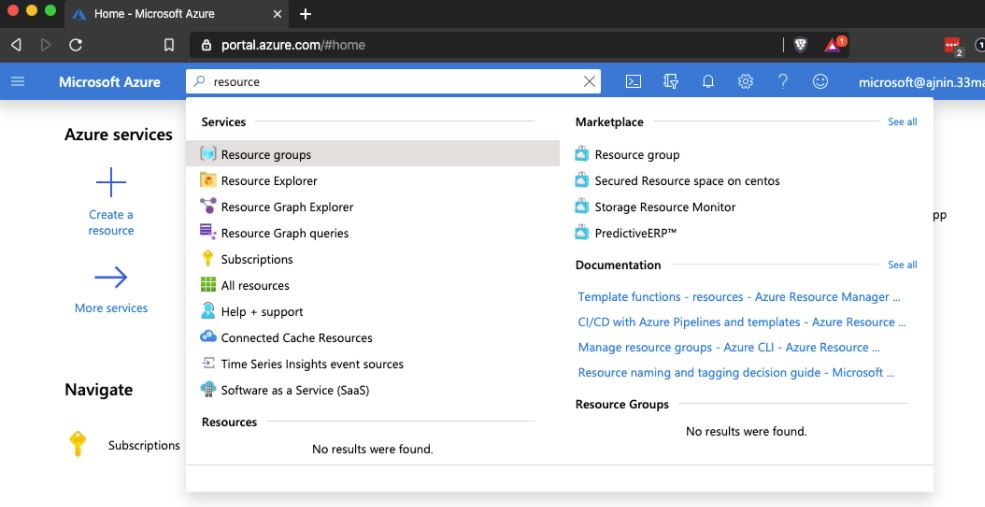 Home - Microsoft Azure
portal.azure.com/#home
1
2
Microsoft Azure
resource
microsoft@ajnin.33ma
Azure services
Create a
resource
More services
Navigate
Subscriptions
Services
Resource groups
Resource Explorer
Resource Graph Explorer
Resource Graph queries
Subscriptions
All resources
Help + support
Connected Cache Resources
Time Series Insights event sources
Software as a Service (SaaS)
Resources
No results were found.
Marketplace
See all
Resource group
Secured Resource space on centos
Storage Resource Monitor
PredictiveERP™
Documentation
See all
Template functions - resources - Azure Resource Manager ...
CI/CD with Azure Pipelines and templates - Azure Resource ...
Manage resource groups - Azure CLI - Azure Resource ...
Resource naming and tagging decision guide - Microsoft ...
Resource Groups
No results were found.
pp